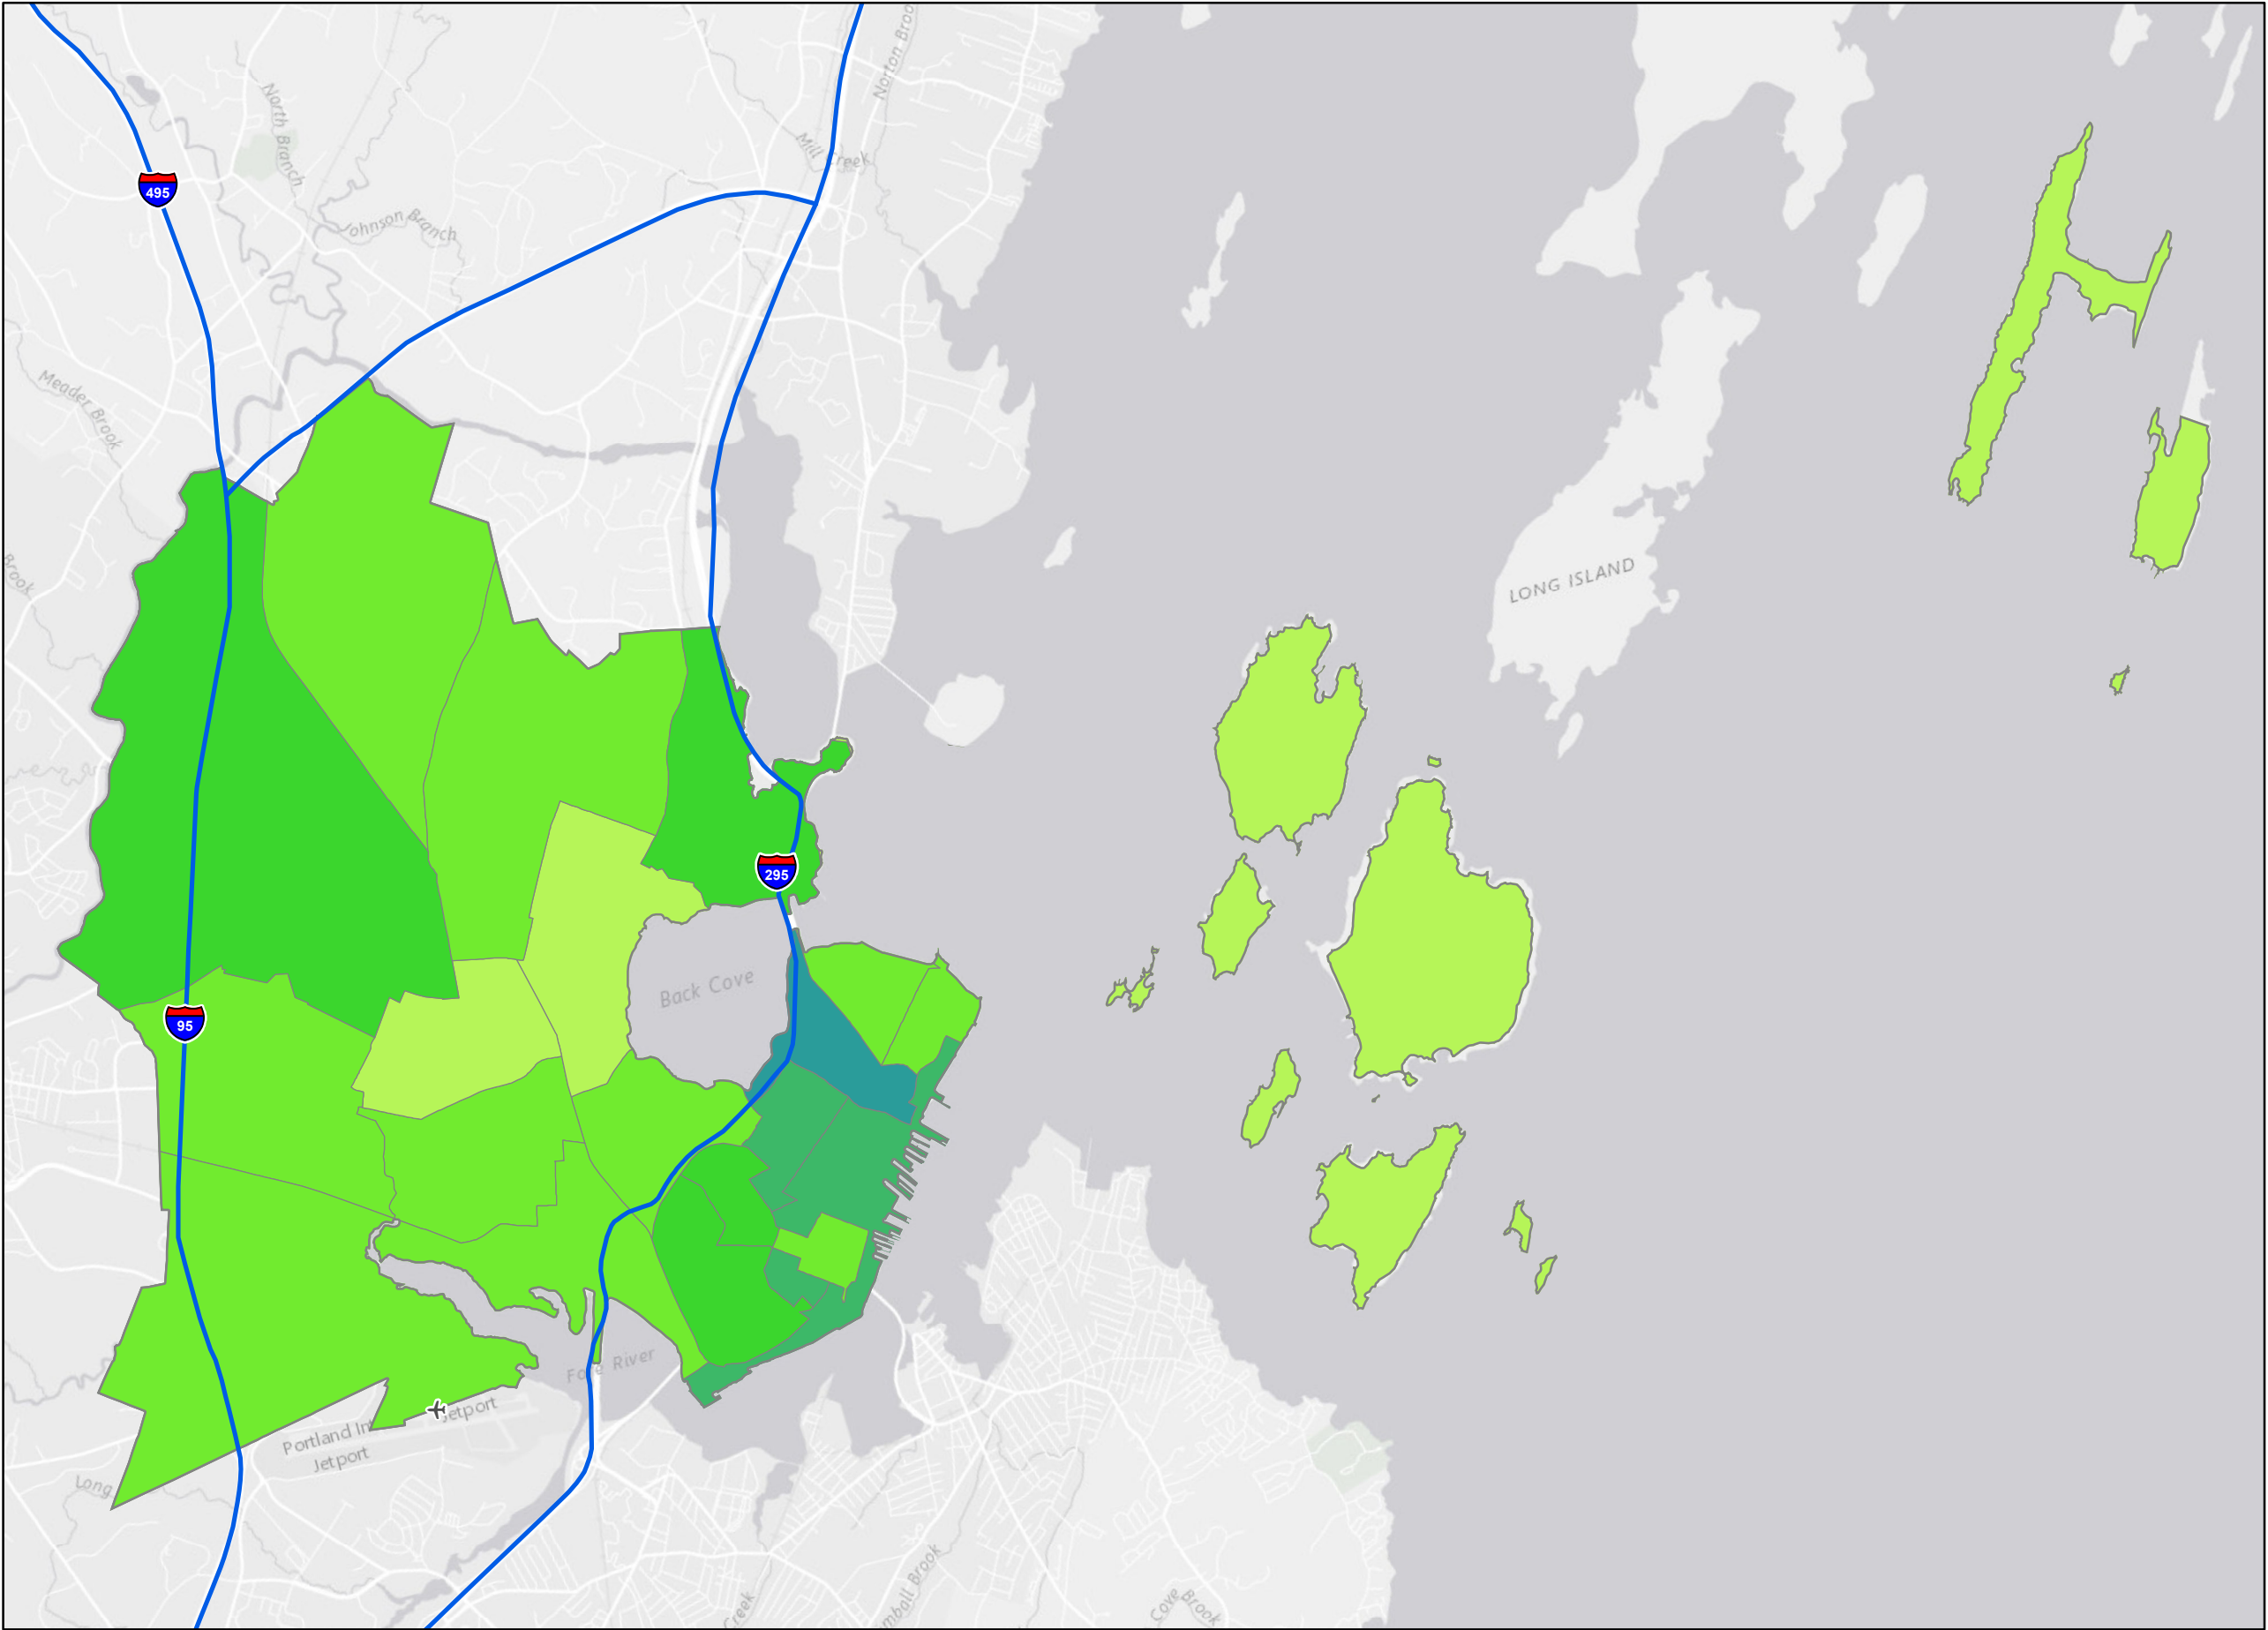 Norton Broo
North Branch
Mill Creek
495
Johnson Branch
Meader Brook
Brook
LONG ISLAND
295
Back Cove
95
Fore River
Portland Int
Jetport
Jetport
Long
Creek
mball Brook
Cove Brook